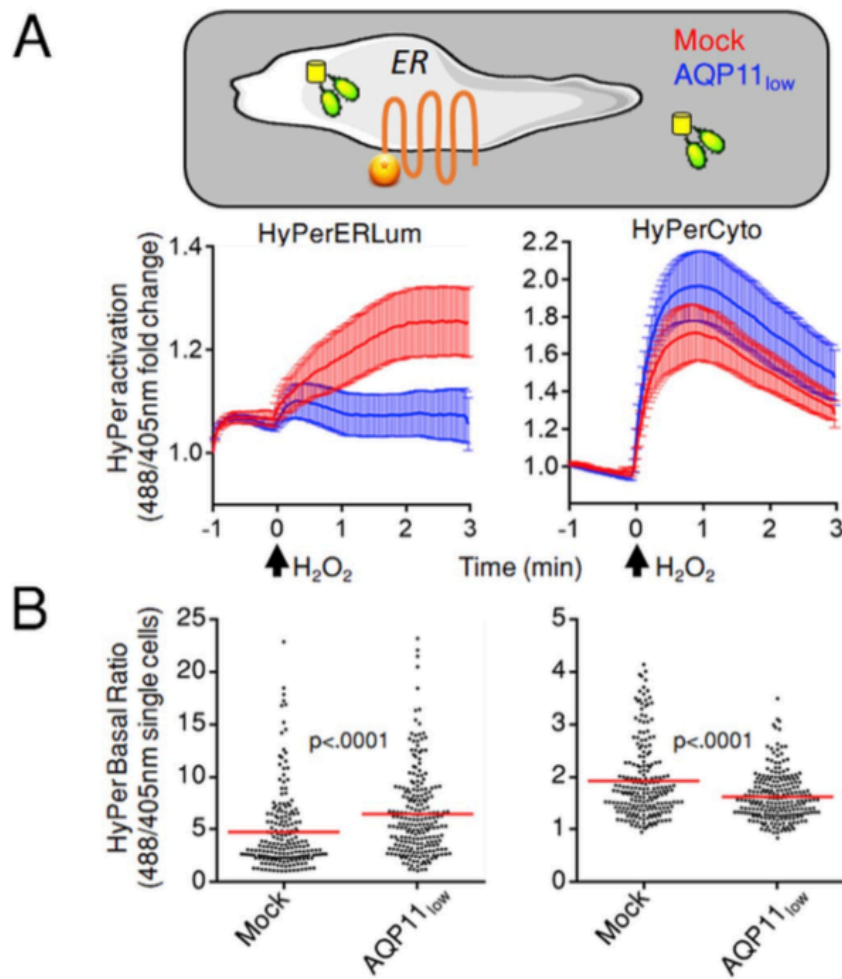 A
ER
Mock
AQP11low
HyPerERLum
HyPerCyto
HyPer activation
(488/405nm fold change)
1.4
1.2
1.0
2.2
2.0
1.8
1.6
1.4
1.2
1.0
-1 0 1 2 3
-1 0 1 2 3
H2O2 Time (min) H2O2
B
HyPer Basal Ratio
(488/405nm single cells)
25
20
15
10
5
0
p<.0001
5
4
3
2
1
0
p<.0001
Mock
AQP11low
Mock
AQP11low